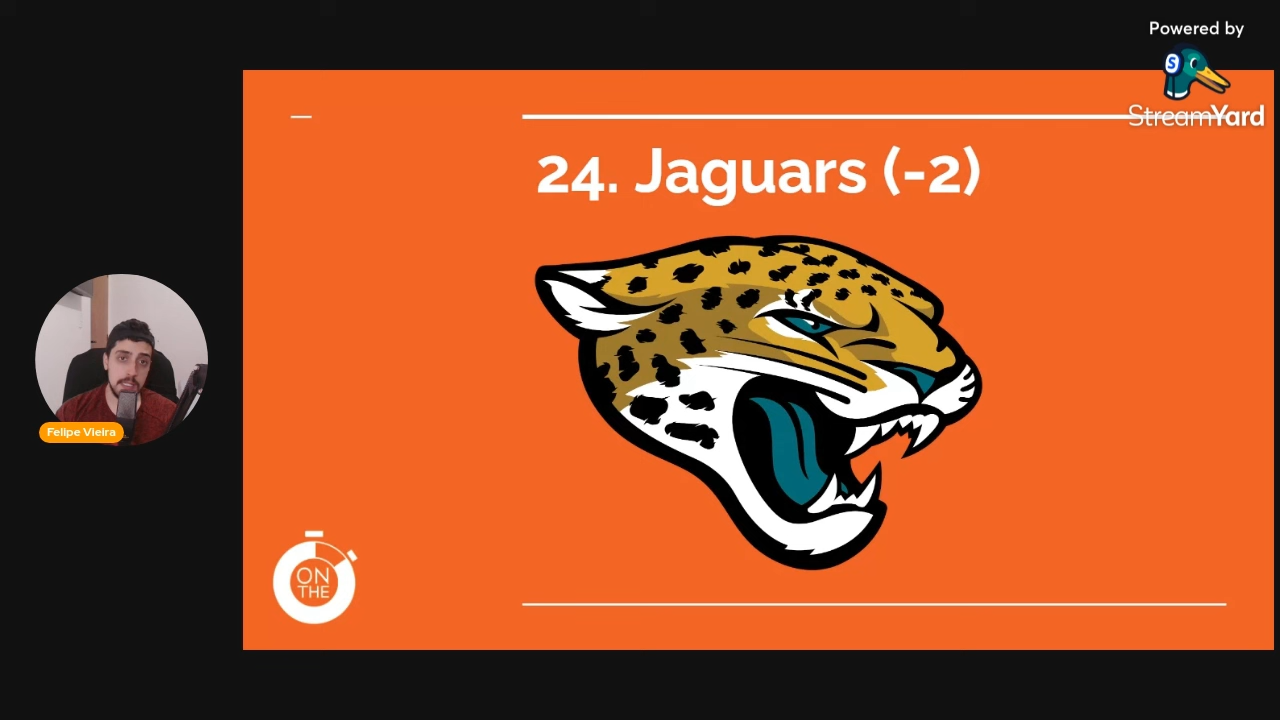 Powered by
S
StreamYard
24. Jaguars (-2)
Felipe Vieira
ON
THE